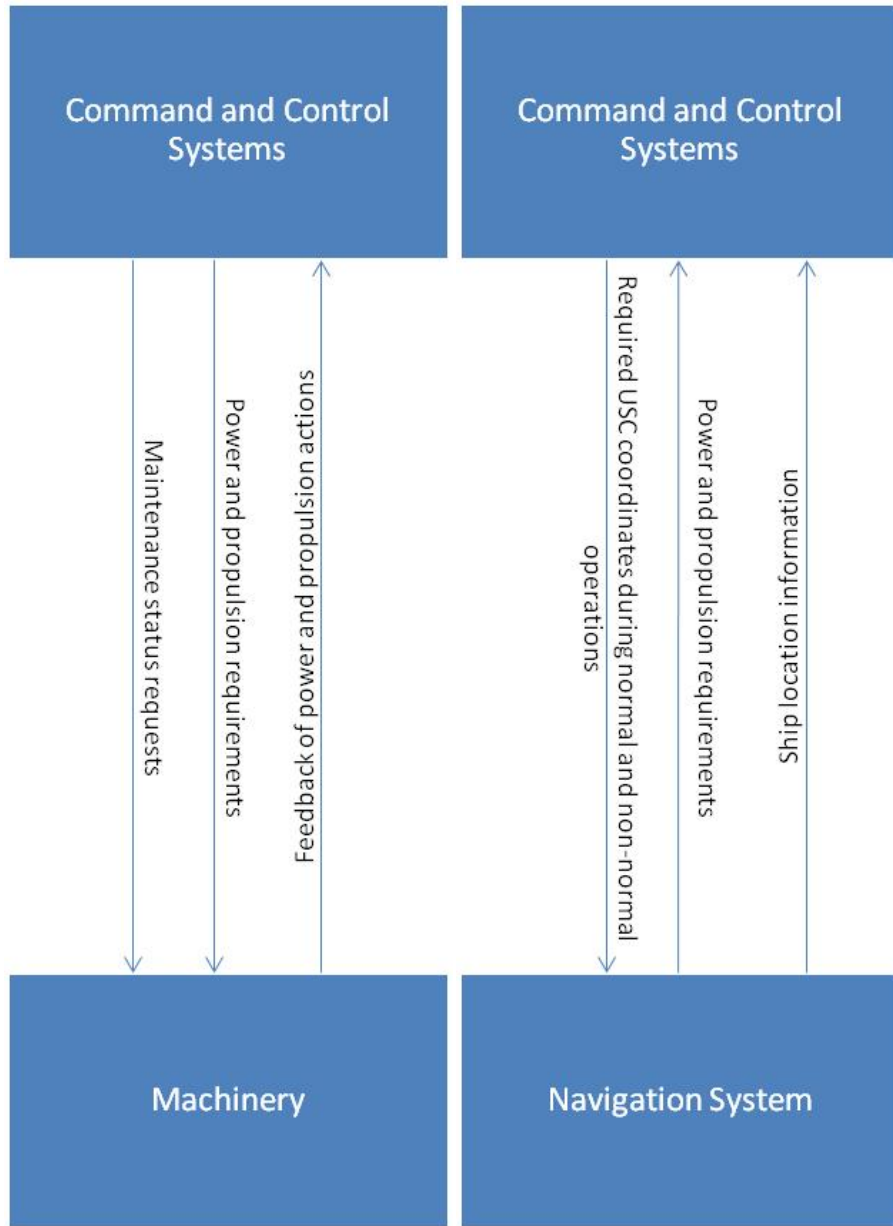 Command and Control
Systems
Command and Control
Systems
Maintenance status requests
Power and propulsion requirements
Feedback of power and propulsion actions
Required USC coordinates during normal and non-normal
operations
Power and propulsion requirements
Ship location information
Machinery
Navigation System